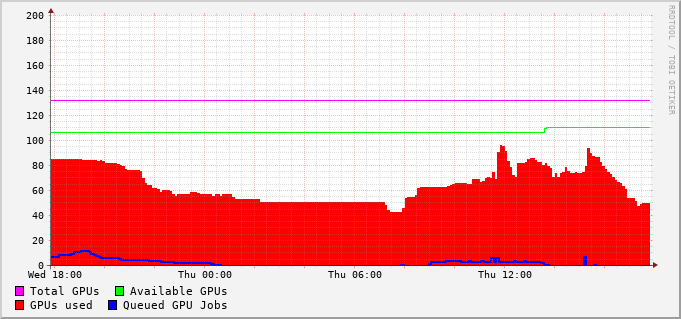 200
180
160
140
120
100
80
60
40
20
0
Wed 18:00 Thu 00:00 Thu 06:00 Thu 12:00
Total GPUs Available GPUs
GPUs used Queued GPU Jobs
RRDTOOL / TOBI OETIKER